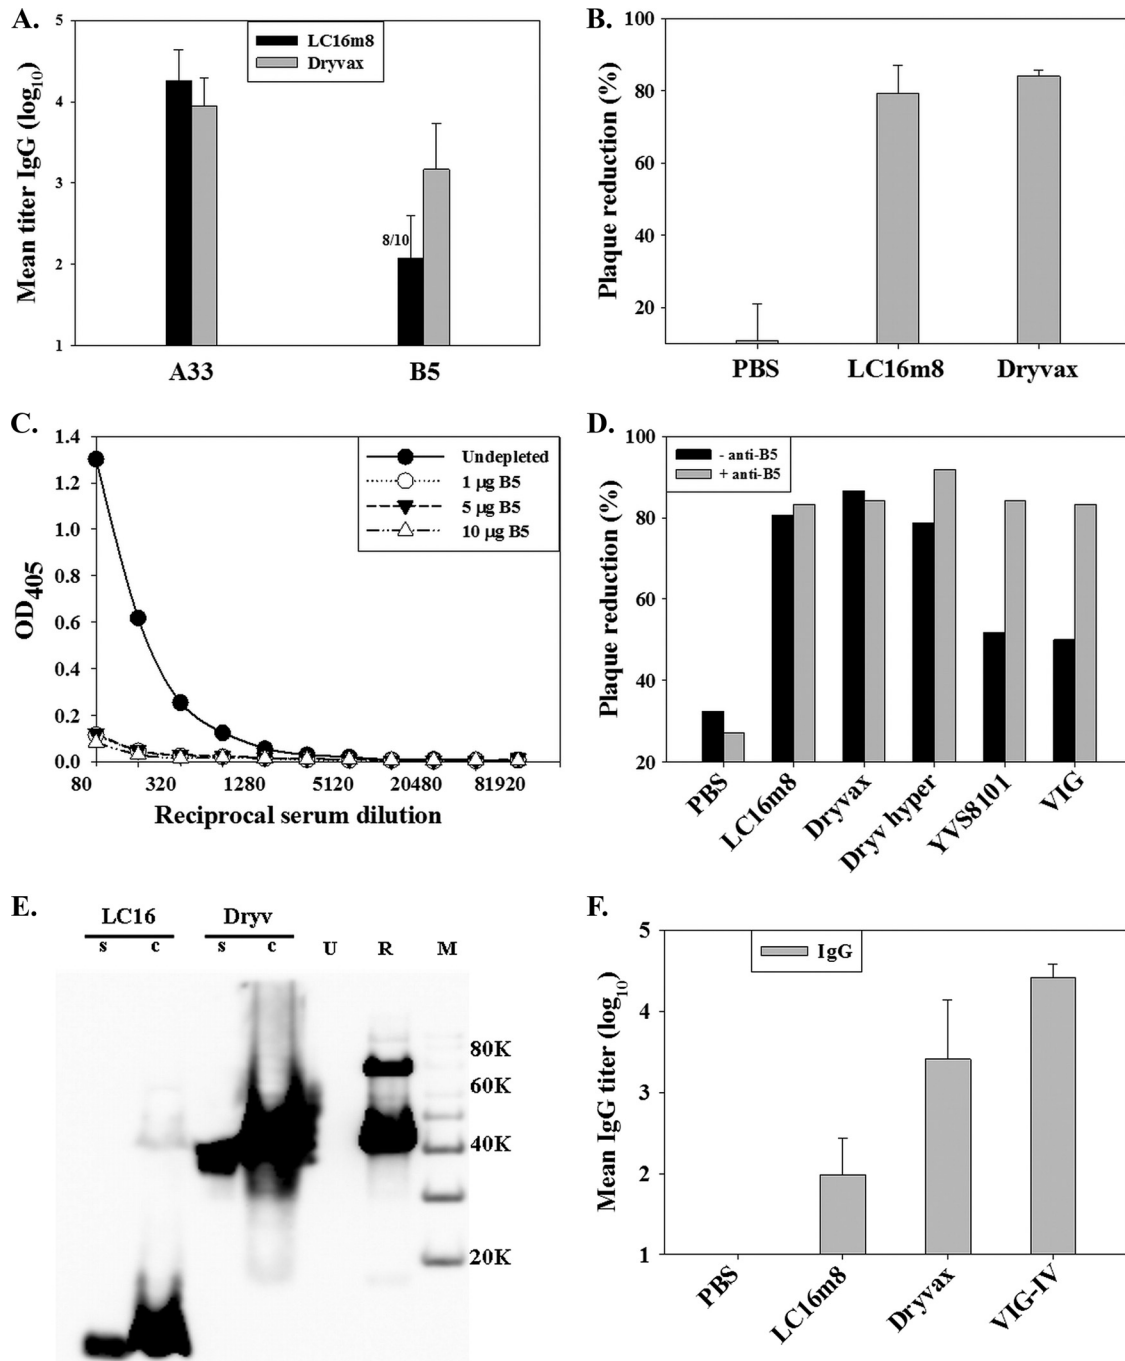 A.
5
4
3
2
1
Mean titer IgG (log10)
LC16m8
Dryvax
8/10
A33
B5
B.
100
80
60
40
20
Plaque reduction (%)
PBS
LC16m8
Dryvax
C.
1.4
1.2
1.0
0.8
0.6
0.4
0.2
0.0
OD405
Undepleted
1 µg B5
5 µg B5
10 µg B5
80 320 1280 5120 20480 81920
Reciprocal serum dilution
D.
100
80
60
40
20
Plaque reduction (%)
- anti-B5
+ anti-B5
PBS
LC16m8
Dryvax
Dryv hyper
YVS8101
VIG
E.
LC16 Dryv
s c s c U R M
80K
60K
40K
20K
F.
5
4
3
2
1
Mean IgG titer (log10)
IgG
PBS
LC16m8
Dryvax
VIG-IV